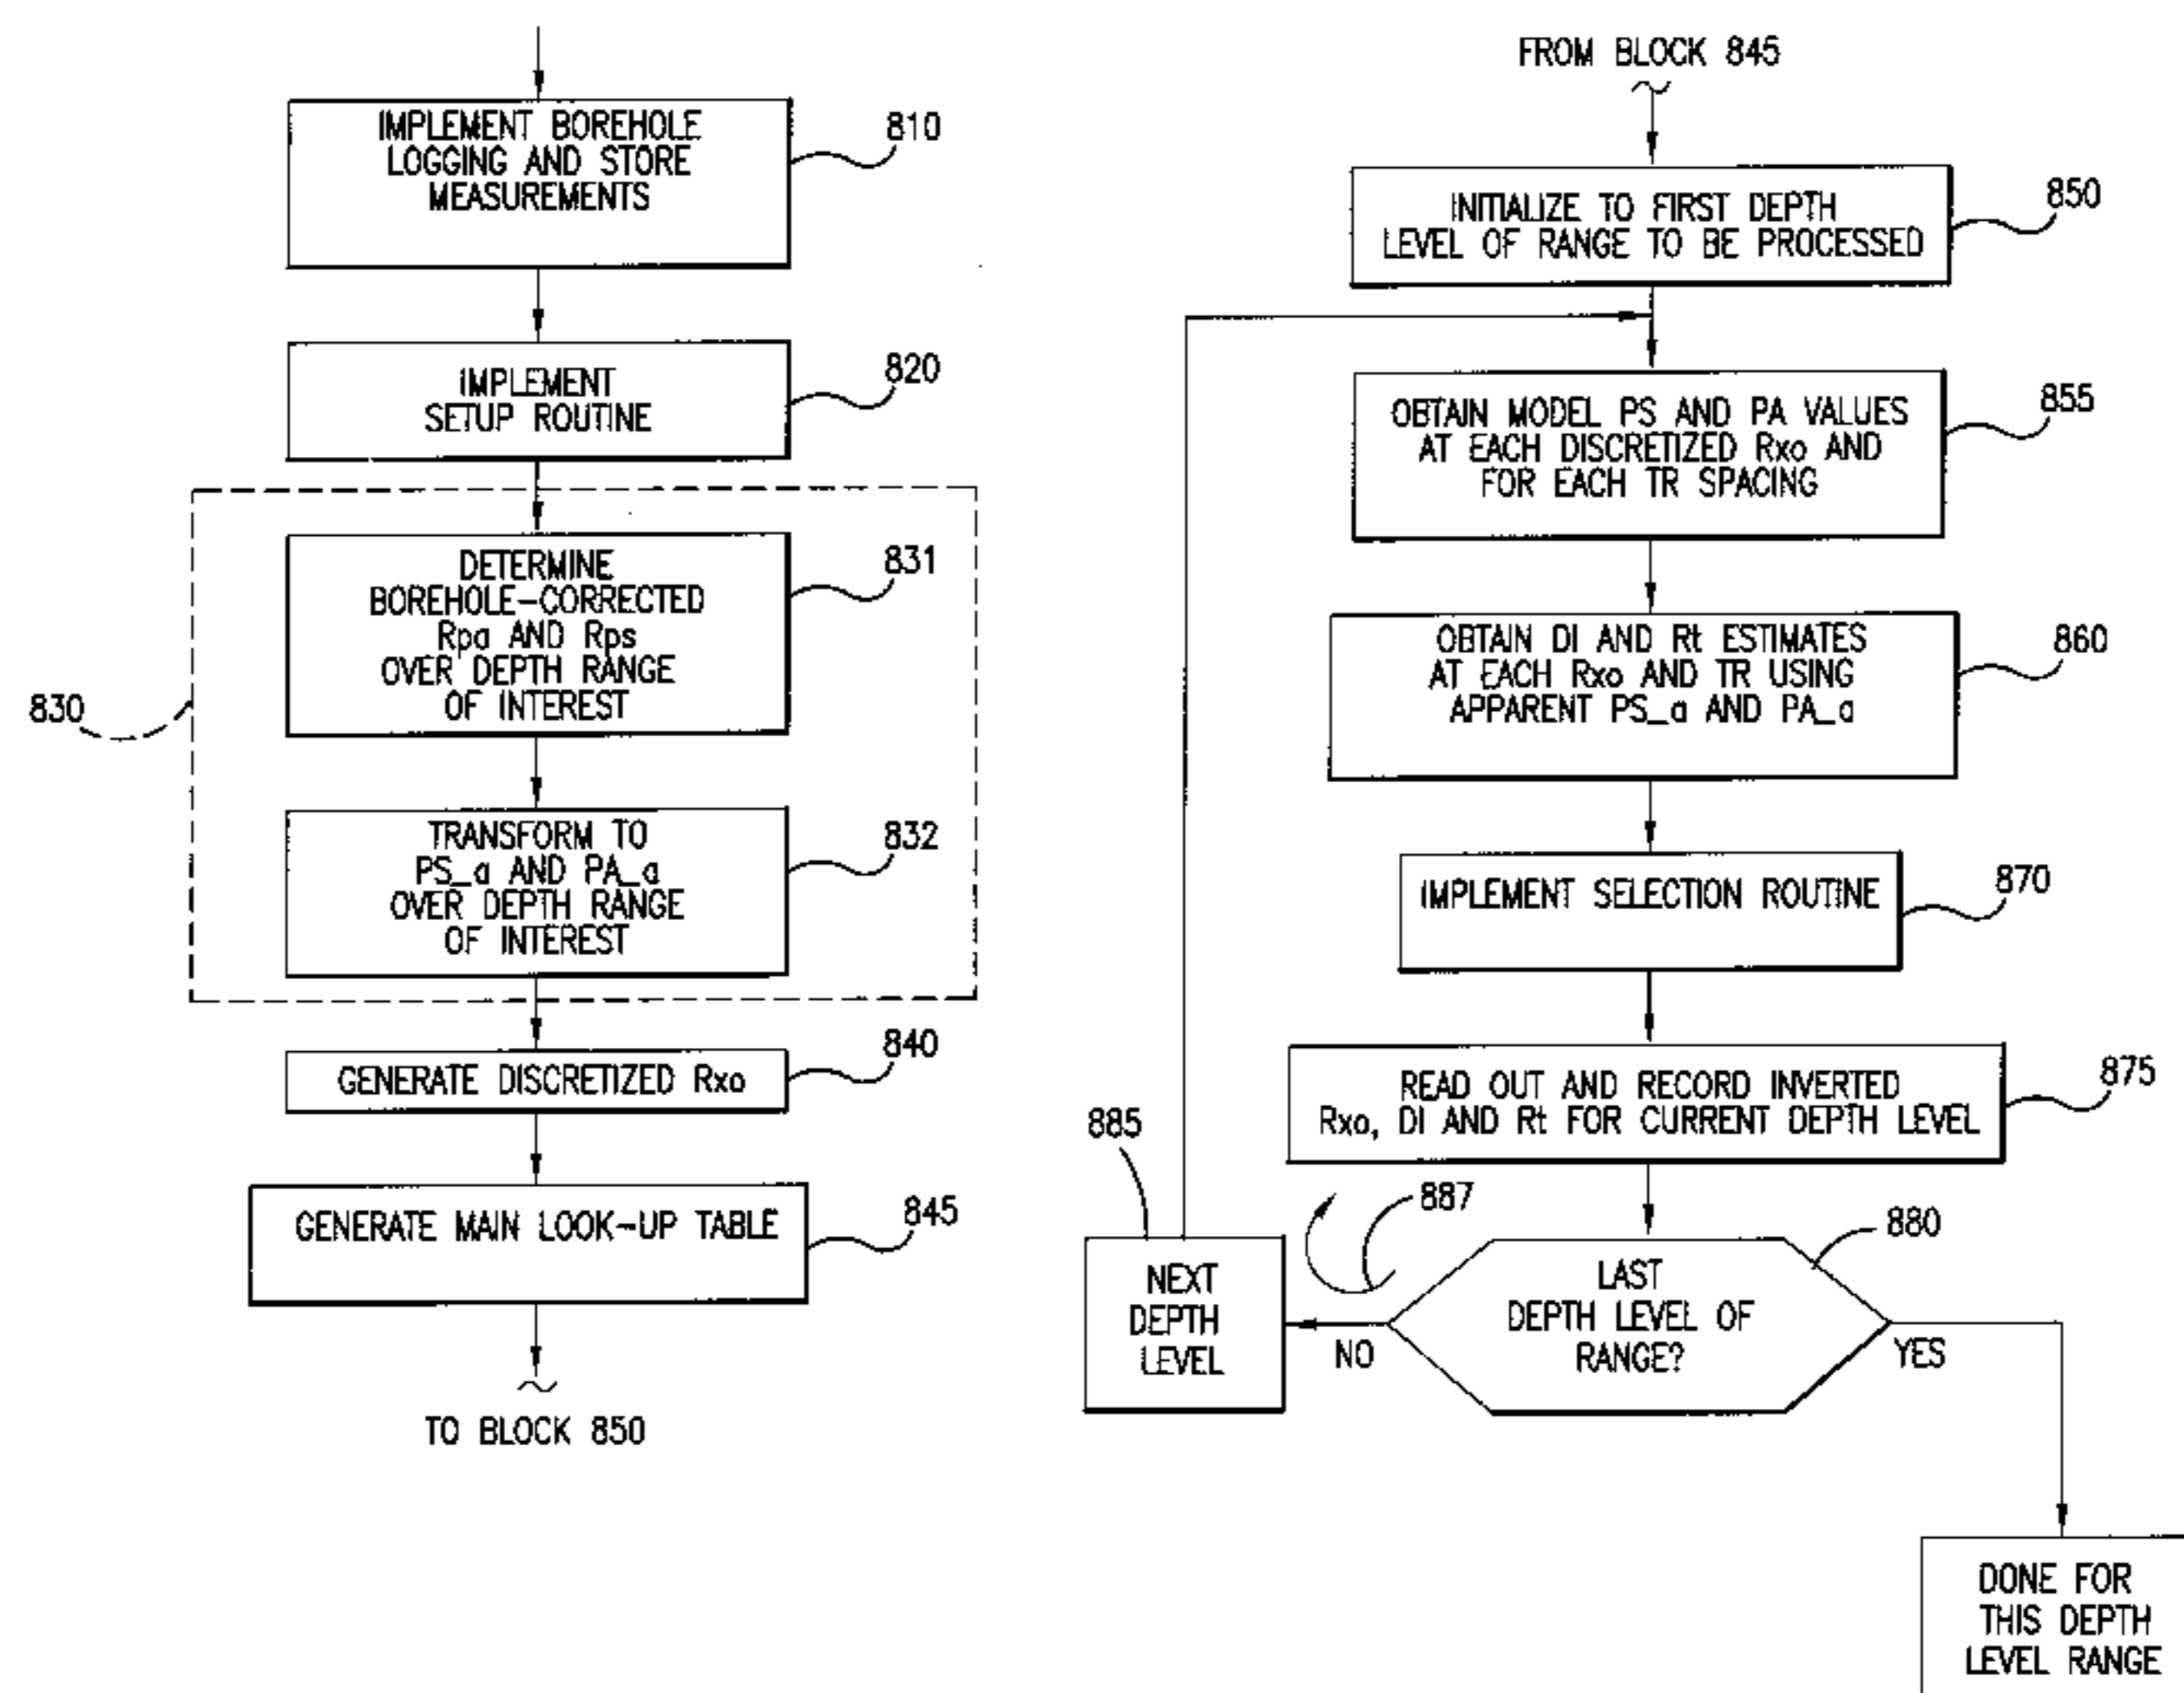 IMPLEMENT BOREHOLE
LOGGING AND STORE
MEASUREMENTS
810
IMPLEMENT
SETUP ROUTINE
820
830
DETERMINE
BOREHOLE-CORRECTED
Rpa AND Rps
OVER DEPTH RANGE
OF INTEREST
831
TRANSFORM TO
PS_a AND PA_a
OVER DEPTH RANGE
OF INTEREST
832
GENERATE DISCRETIZED Rxo
840
GENERATE MAIN LOOK-UP TABLE
845
TO BLOCK 850
FROM BLOCK 845
INITIALIZE TO FIRST DEPTH
LEVEL OF RANGE TO BE PROCESSED
850
OBTAIN MODEL PS AND PA VALUES
AT EACH DISCRETIZED Rxo AND
FOR EACH TR SPACING
855
OBTAIN DI AND Rt ESTIMATES
AT EACH Rxo AND TR USING
APPARENT PS_a AND PA_a
860
IMPLEMENT SELECTION ROUTINE
870
READ OUT AND RECORD INVERTED
Rxo, DI AND Rt FOR CURRENT DEPTH LEVEL
875
885
887
880
NEXT
DEPTH
LEVEL
NO
LAST
DEPTH LEVEL OF
RANGE?
YES
DONE FOR
THIS DEPTH
LEVEL RANGE